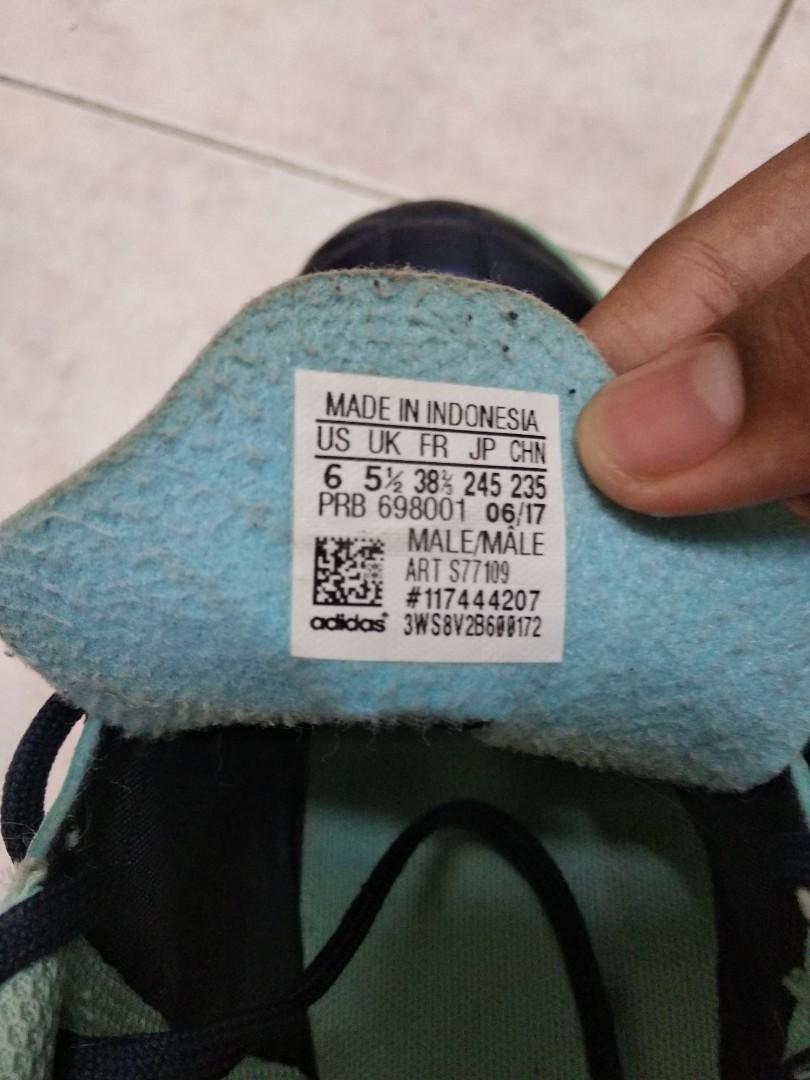 MADE IN INDONESIA
US UK FR JP CHN
6 5½ 38⅔ 245 235
PRB 698001 06/17
MALE/MÂLE
ART S77109
#117444207
adidas® 3WS8V2B600172